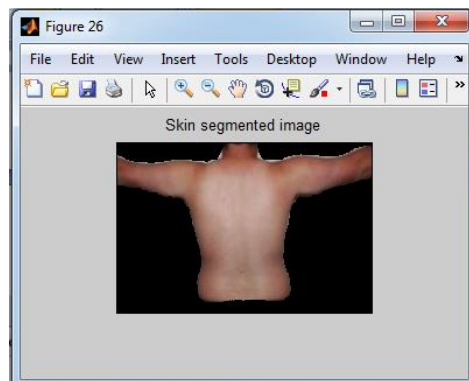 Figure 26
File Edit View Insert Tools Desktop Window Help
Skin segmented image